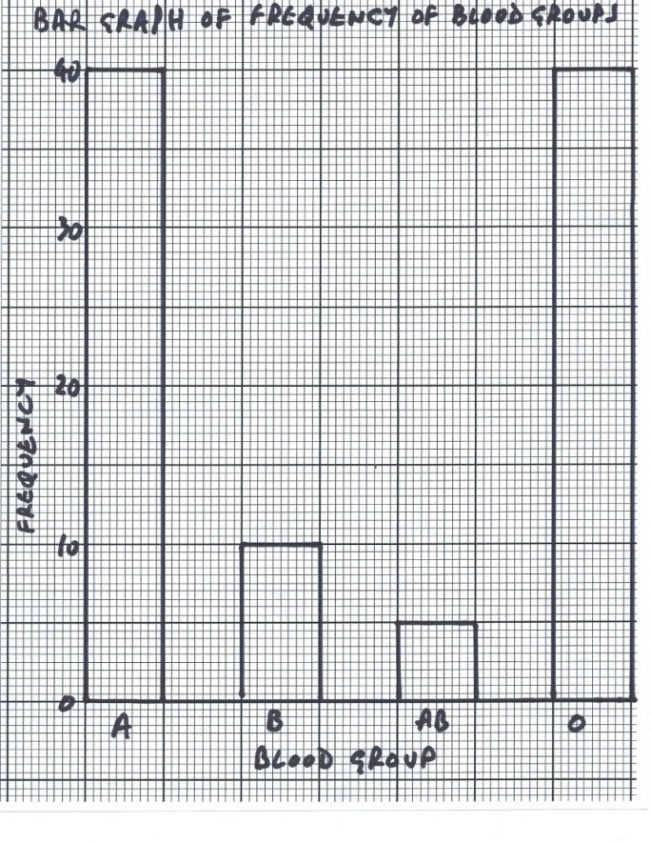 BAR GRAPH OF FREQUENCY OF BLOOD GROUPS
40
30
20
10
0
FREQUENCY
A B AB O
BLOOD GROUP